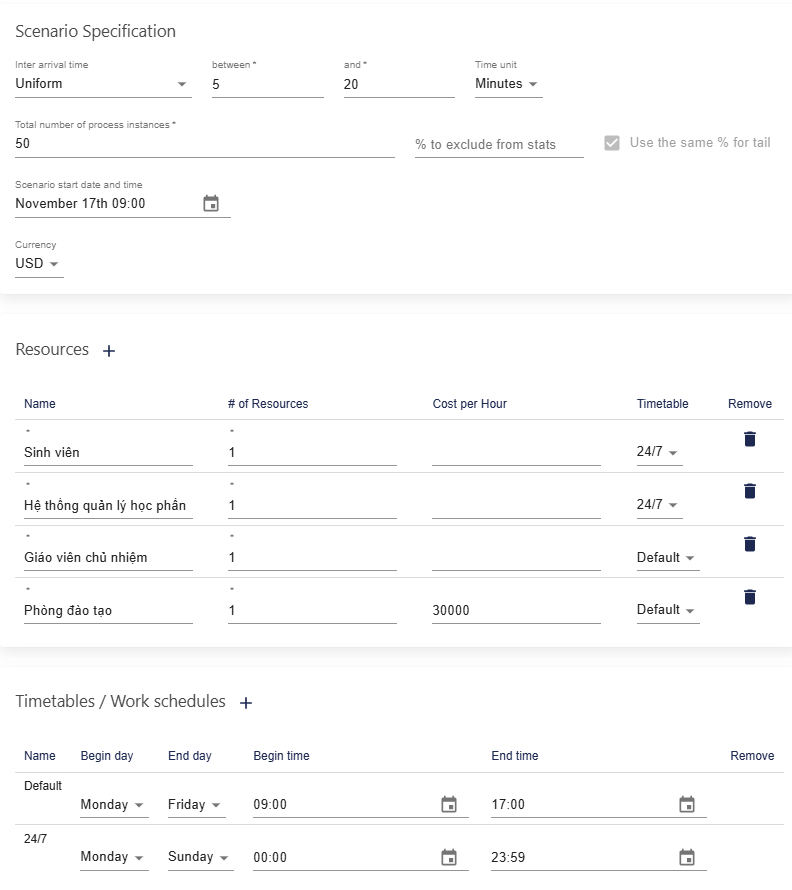 Scenario Specification
Inter arrival time between * and * Time unit
Uniform 5 20 Minutes
Total number of process instances *
50 % to exclude from stats Use the same % for tail
Scenario start date and time
November 17th 09:00
Currency
USD
Resources +
Name # of Resources Cost per Hour Timetable Remove
* *
Sinh viên 1 24/7
* *
Hệ thống quản lý học phần 1 24/7
* *
Giáo viên chủ nhiệm 1 Default
* *
Phòng đào tạo 1 30000 Default
Timetables / Work schedules +
Name Begin day End day Begin time End time Remove
Default
Monday Friday 09:00 17:00
24/7
Monday Sunday 00:00 23:59